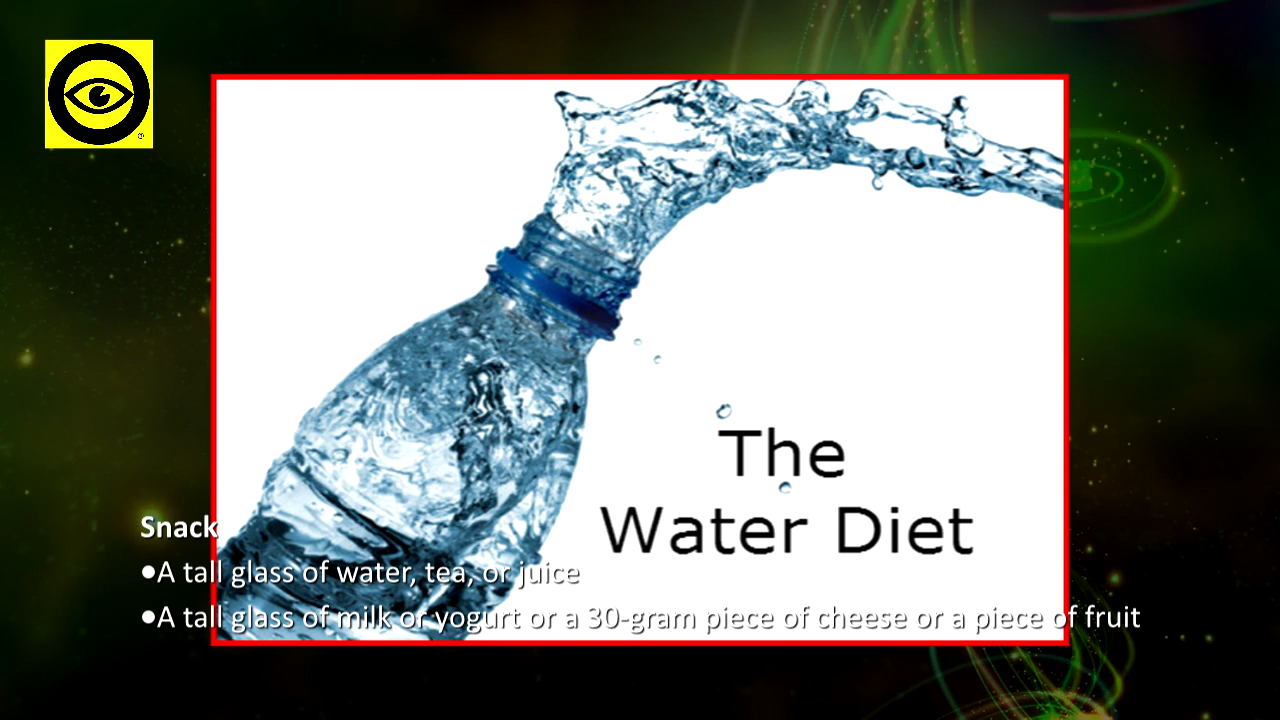 The
Water Diet
Snack
•A tall glass of water, tea, or juice
•A tall glass of milk or yogurt or a 30-gram piece of cheese or a piece of fruit